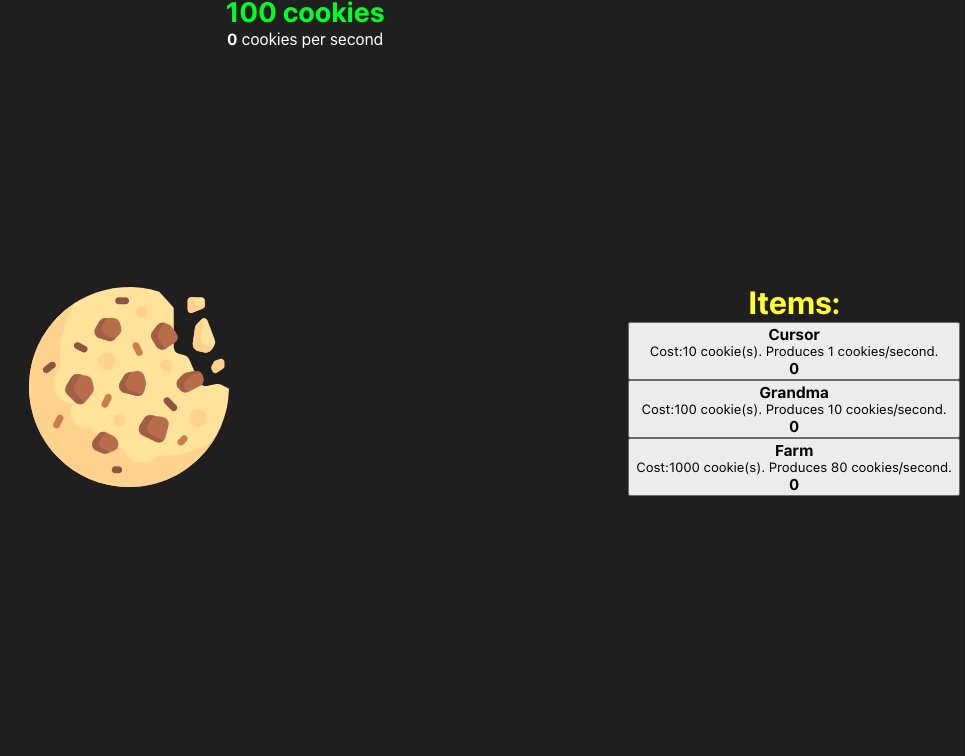 100 cookies
0 cookies per second
Items:
Cursor
Cost:10 cookie(s). Produces 1 cookies/second.
0
Grandma
Cost:100 cookie(s). Produces 10 cookies/second.
0
Farm
Cost:1000 cookie(s). Produces 80 cookies/second.
0